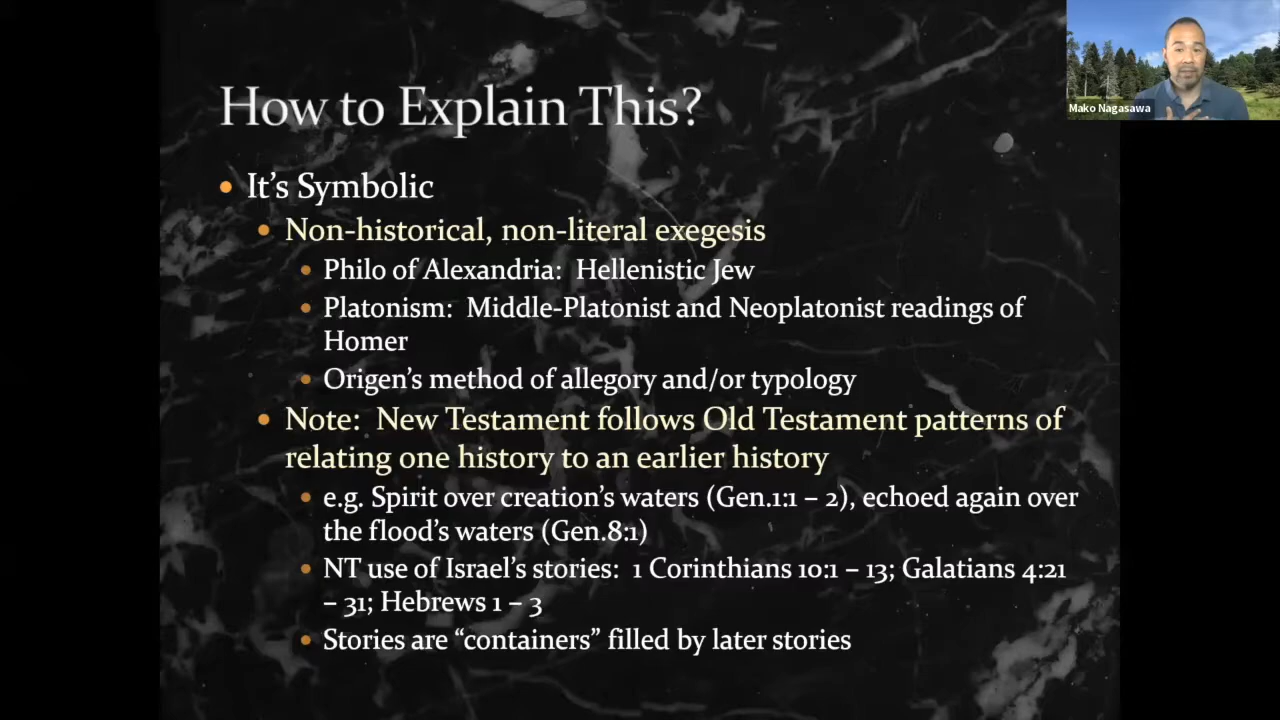 How to Explain This?
Mako Nagasawa
• It's Symbolic
• Non-historical, non-literal exegesis
• Philo of Alexandria:  Hellenistic Jew
• Platonism:  Middle-Platonist and Neoplatonist readings of
Homer
• Origen's method of allegory and/or typology
• Note:  New Testament follows Old Testament patterns of
relating one history to an earlier history
• e.g. Spirit over creation's waters (Gen.1:1 – 2), echoed again over
the flood's waters (Gen.8:1)
• NT use of Israel's stories:  1 Corinthians 10:1 – 13; Galatians 4:21
– 31; Hebrews 1 – 3
• Stories are "containers" filled by later stories